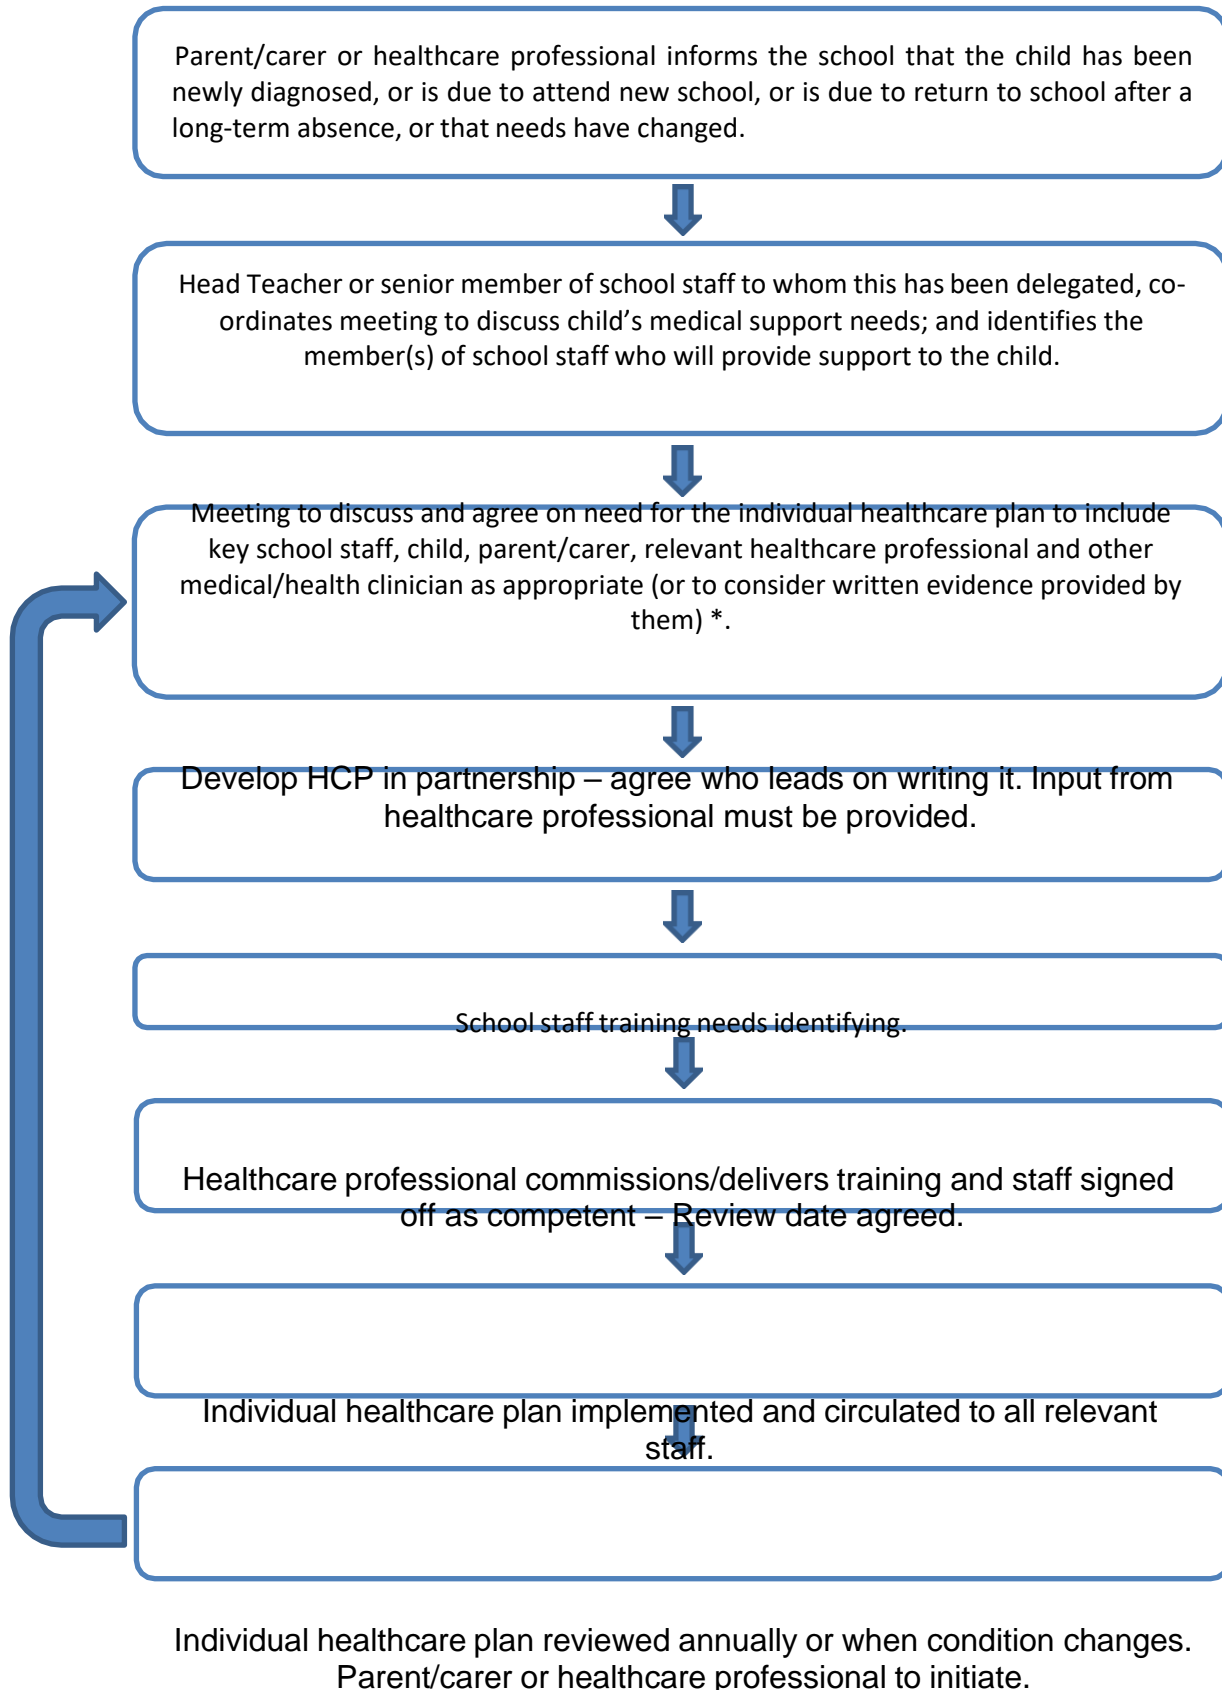 Parent/carer or healthcare professional informs the school that the child has been
newly diagnosed, or is due to attend new school, or is due to return to school after a
long-term absence, or that needs have changed.
Head Teacher or senior member of school staff to whom this has been delegated, co-
ordinates meeting to discuss child’s medical support needs; and identifies the
member(s) of school staff who will provide support to the child.
Meeting to discuss and agree on need for the individual healthcare plan to include
key school staff, child, parent/carer, relevant healthcare professional and other
medical/health clinician as appropriate (or to consider written evidence provided by
them) *.
Develop HCP in partnership – agree who leads on writing it. Input from
healthcare professional must be provided.
School staff training needs identifying.
Healthcare professional commissions/delivers training and staff signed
off as competent – Review date agreed.
Individual healthcare plan implemented and circulated to all relevant
staff.
Individual healthcare plan reviewed annually or when condition changes.
Parent/carer or healthcare professional to initiate.